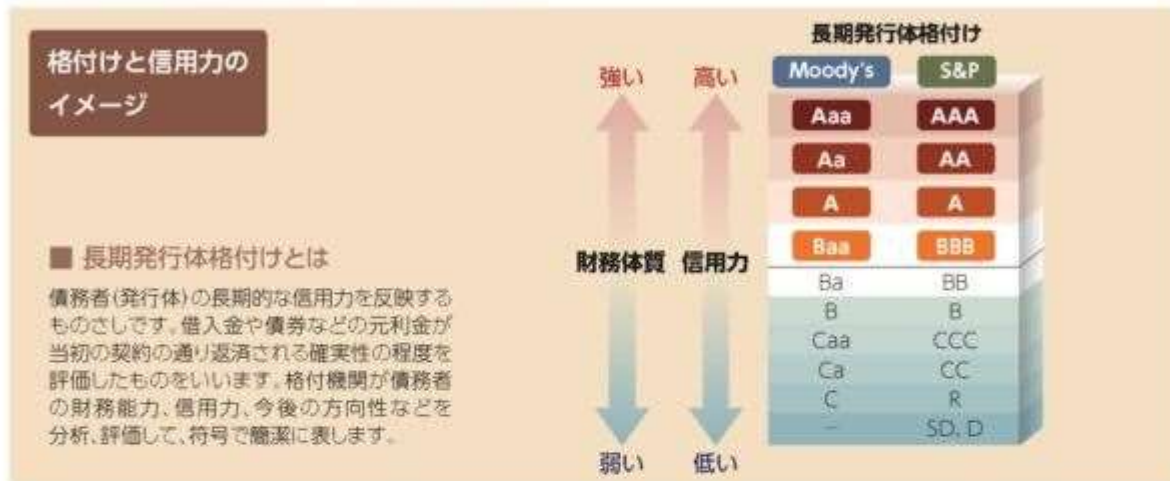 格付けと信用力の
イメージ
■ 長期発行体格付けとは
債務者(発行体)の長期的な信用力を反映する
ものさしです。借入金や債券などの元利金が
当初の契約の通り返済される確実性の程度を
評価したものをいいます。格付機関が債務者
の財務能力、信用力、今後の方向性などを
分析、評価して、符号で簡潔に表します。
長期発行体格付け
強い 高い Moody's S&P
Aaa AAA
Aa AA
A A
財務体質 信用力 Baa BBB
Ba BB
B B
Caa CCC
Ca CC
C R
– SD, D
弱い 低い